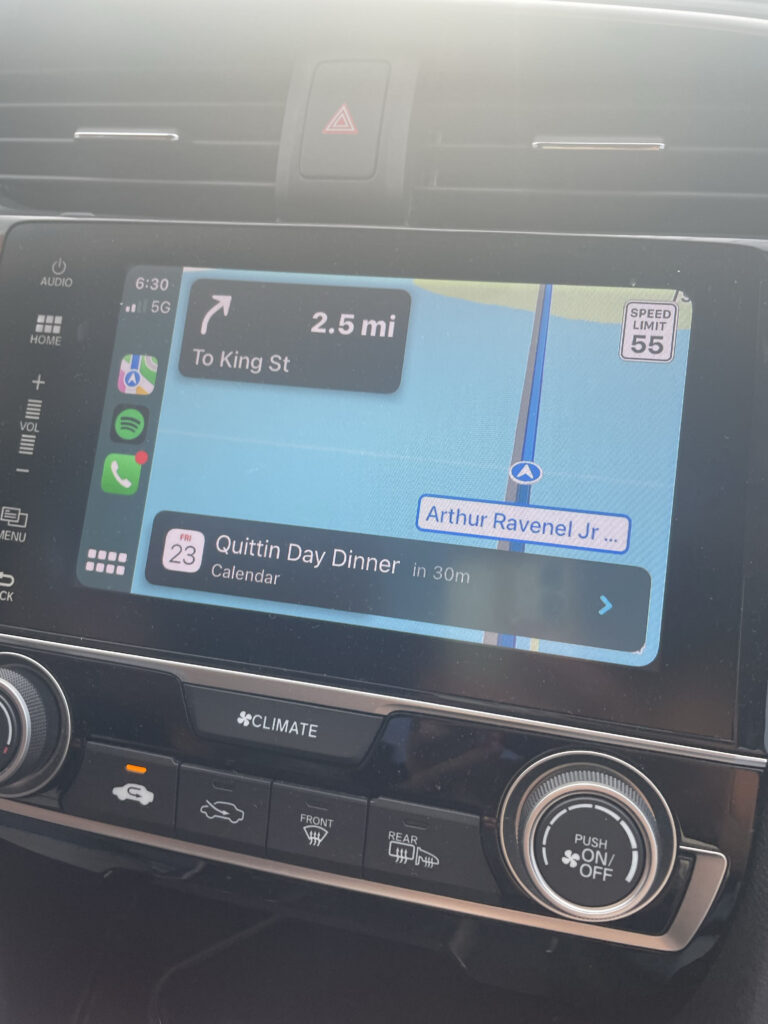 AUDIO
HOME
+
VOL
−
MENU
CK
6:30
5G
2.5 mi
To King St
SPEED
LIMIT
55
Arthur Ravenel Jr ...
FRI
23
Quittin Day Dinner in 30m
Calendar
CLIMATE
FRONT
REAR
PUSH
ON/
OFF